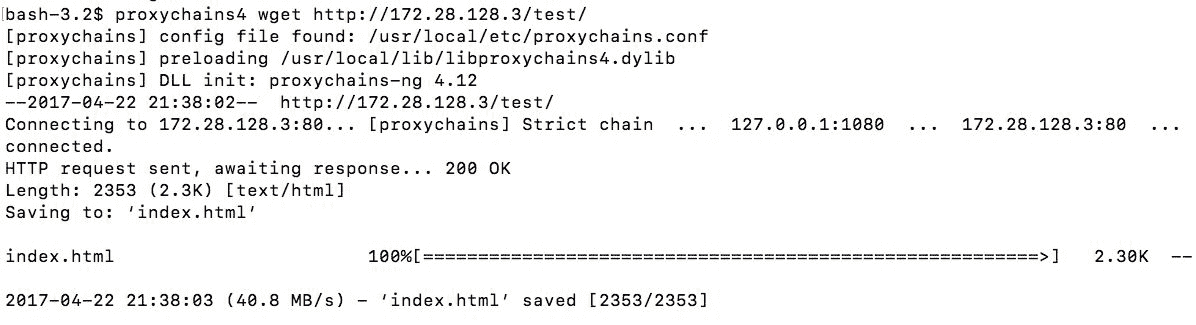 bash-3.2$ proxychains4 wget http://172.28.128.3/test/
[proxychains] config file found: /usr/local/etc/proxychains.conf
[proxychains] preloading /usr/local/lib/libproxychains4.dylib
[proxychains] DLL init: proxychains-ng 4.12
--2017-04-22 21:38:02--  http://172.28.128.3/test/
Connecting to 172.28.128.3:80... [proxychains] Strict chain  ...  127.0.0.1:1080  ...  172.28.128.3:80  ...
connected.
HTTP request sent, awaiting response... 200 OK
Length: 2353 (2.3K) [text/html]
Saving to: ‘index.html’
index.html                       100%[========================================================>]   2.30K  --
2017-04-22 21:38:03 (40.8 MB/s) - ‘index.html’ saved [2353/2353]